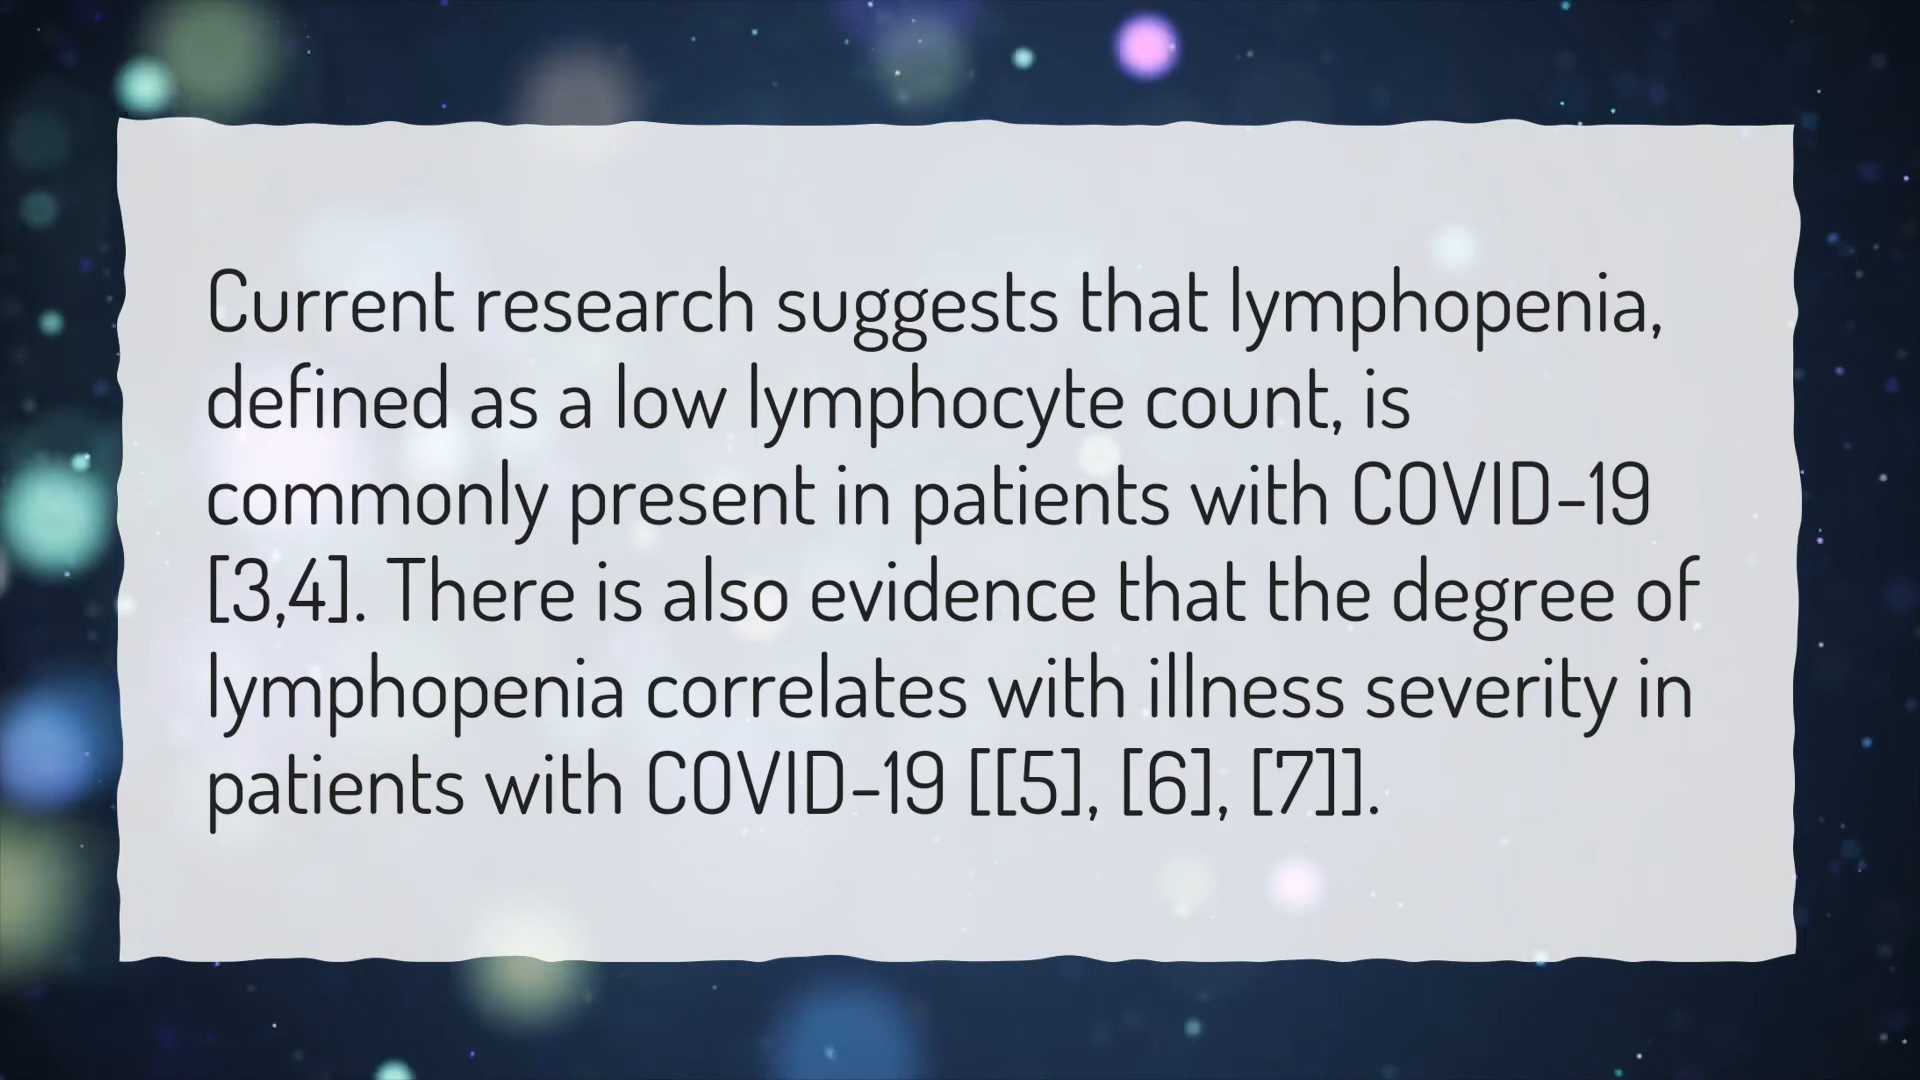 Current research suggests that lymphopenia,
defined as a low lymphocyte count, is
commonly present in patients with COVID-19
[3,4]. There is also evidence that the degree of
lymphopenia correlates with illness severity in
patients with COVID-19 [[5], [6], [7]].